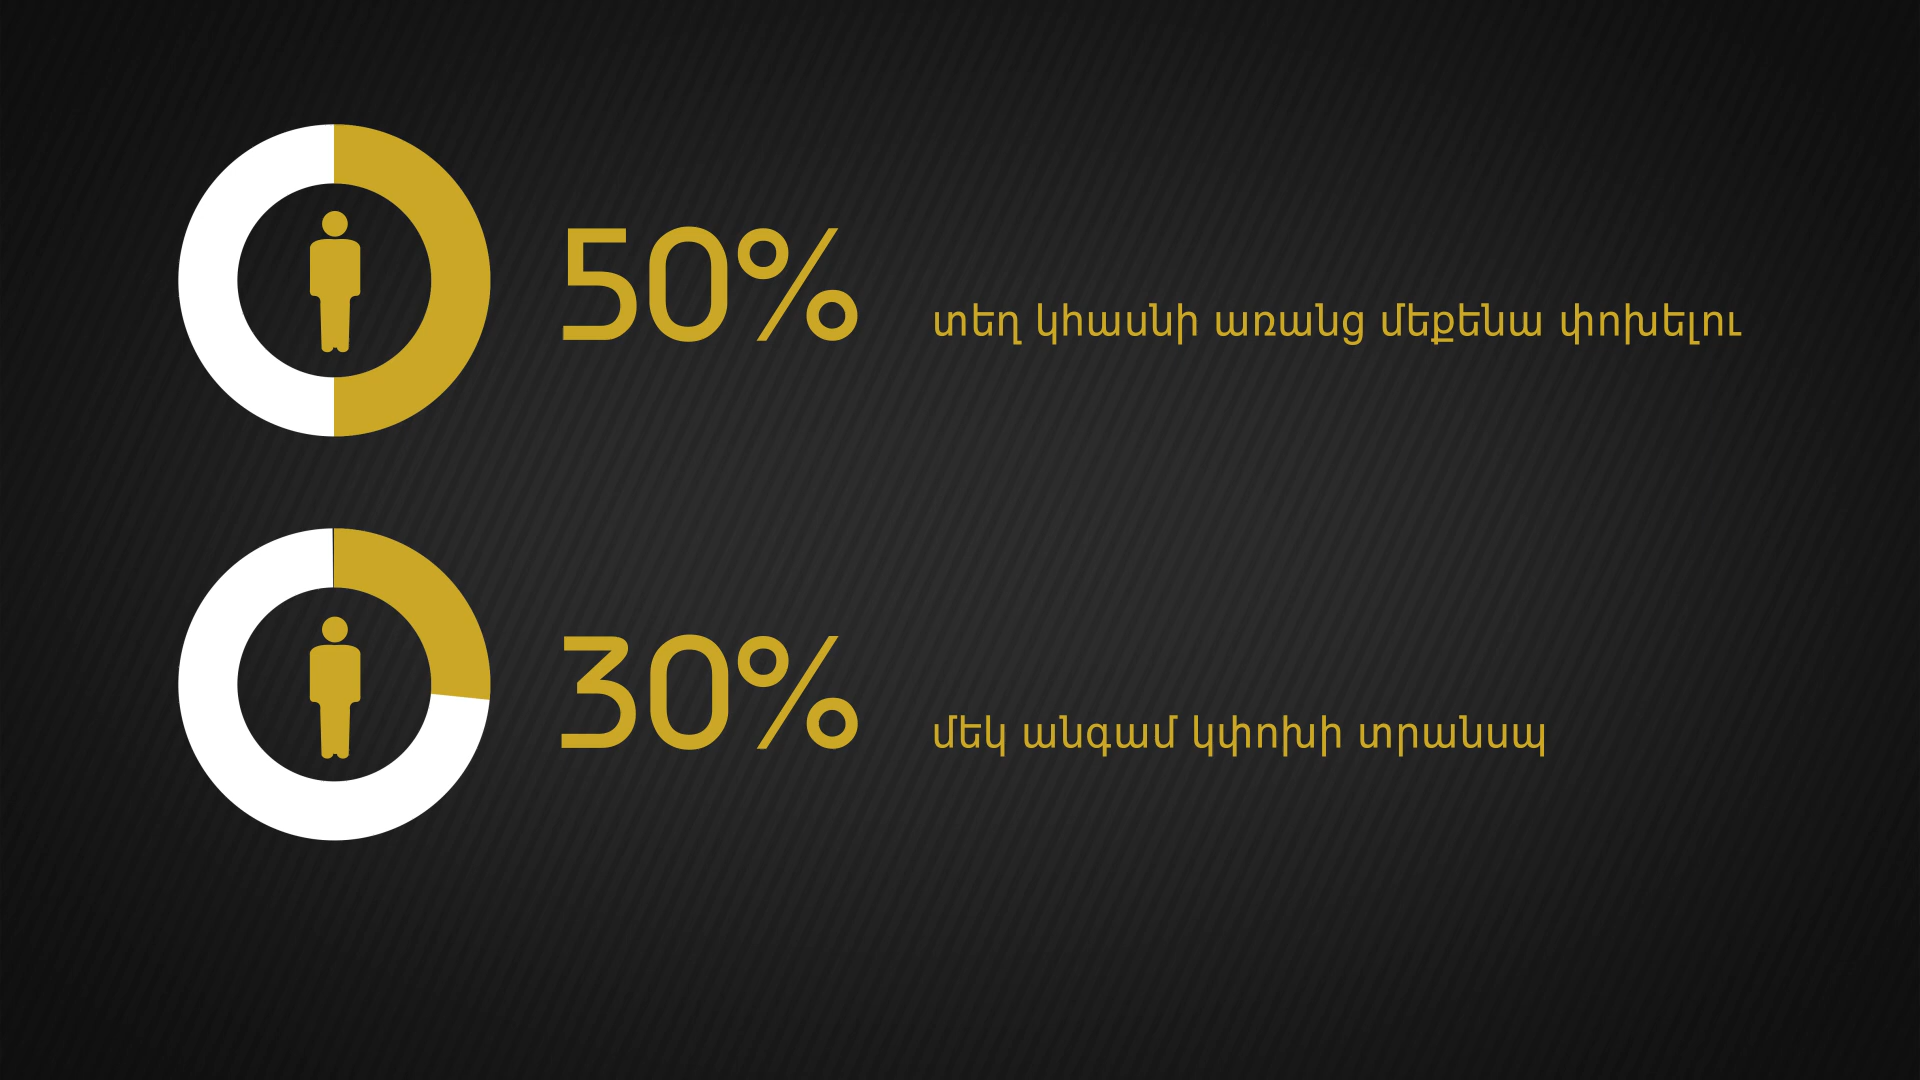 50%
տեղ կհասնի առանց մեքենա փոխելու
30%
մեկ անգամ կփոխի տրանսպ